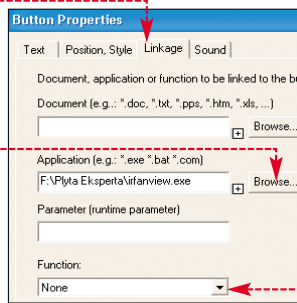 Button Properties
Text Position, Style Linkage Sound
Document, application or function to be linked to the
Document (e.g.: *.doc, *.txt, *.pps, *.htm, *.xls, ...)
Browse...
Application (e.g.: *.exe *.bat *.com)
F:\Plyta Eksperta\irfanview.exe
Browse...
Parameter (runtime parameter)
Function:
None